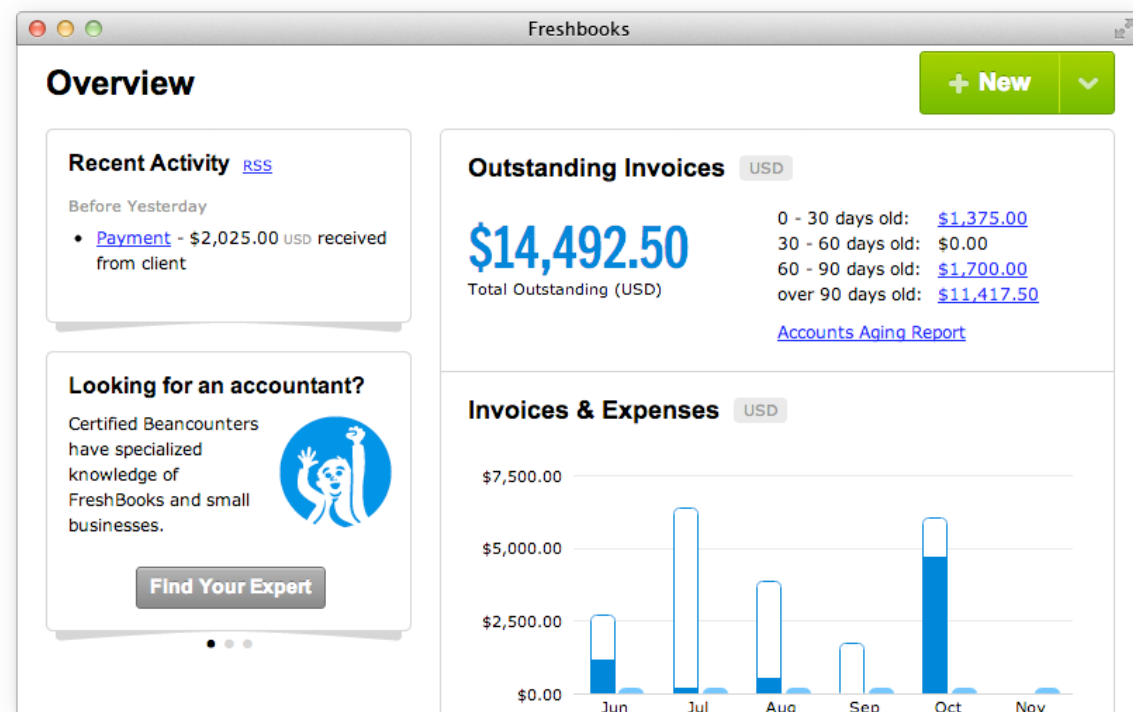 Freshbooks
Overview
+ New
Recent Activity RSS
Before Yesterday
• Payment - $2,025.00 USD received
from client
Looking for an accountant?
Certified Beancounters
have specialized
knowledge of
FreshBooks and small
businesses.
Find Your Expert
Outstanding Invoices USD
$14,492.50
Total Outstanding (USD)
0 - 30 days old: $1,375.00
30 - 60 days old: $0.00
60 - 90 days old: $1,700.00
over 90 days old: $11,417.50
Accounts Aging Report
Invoices & Expenses USD
$7,500.00
$5,000.00
$2,500.00
$0.00
Jun Jul Aug Sep Oct Nov